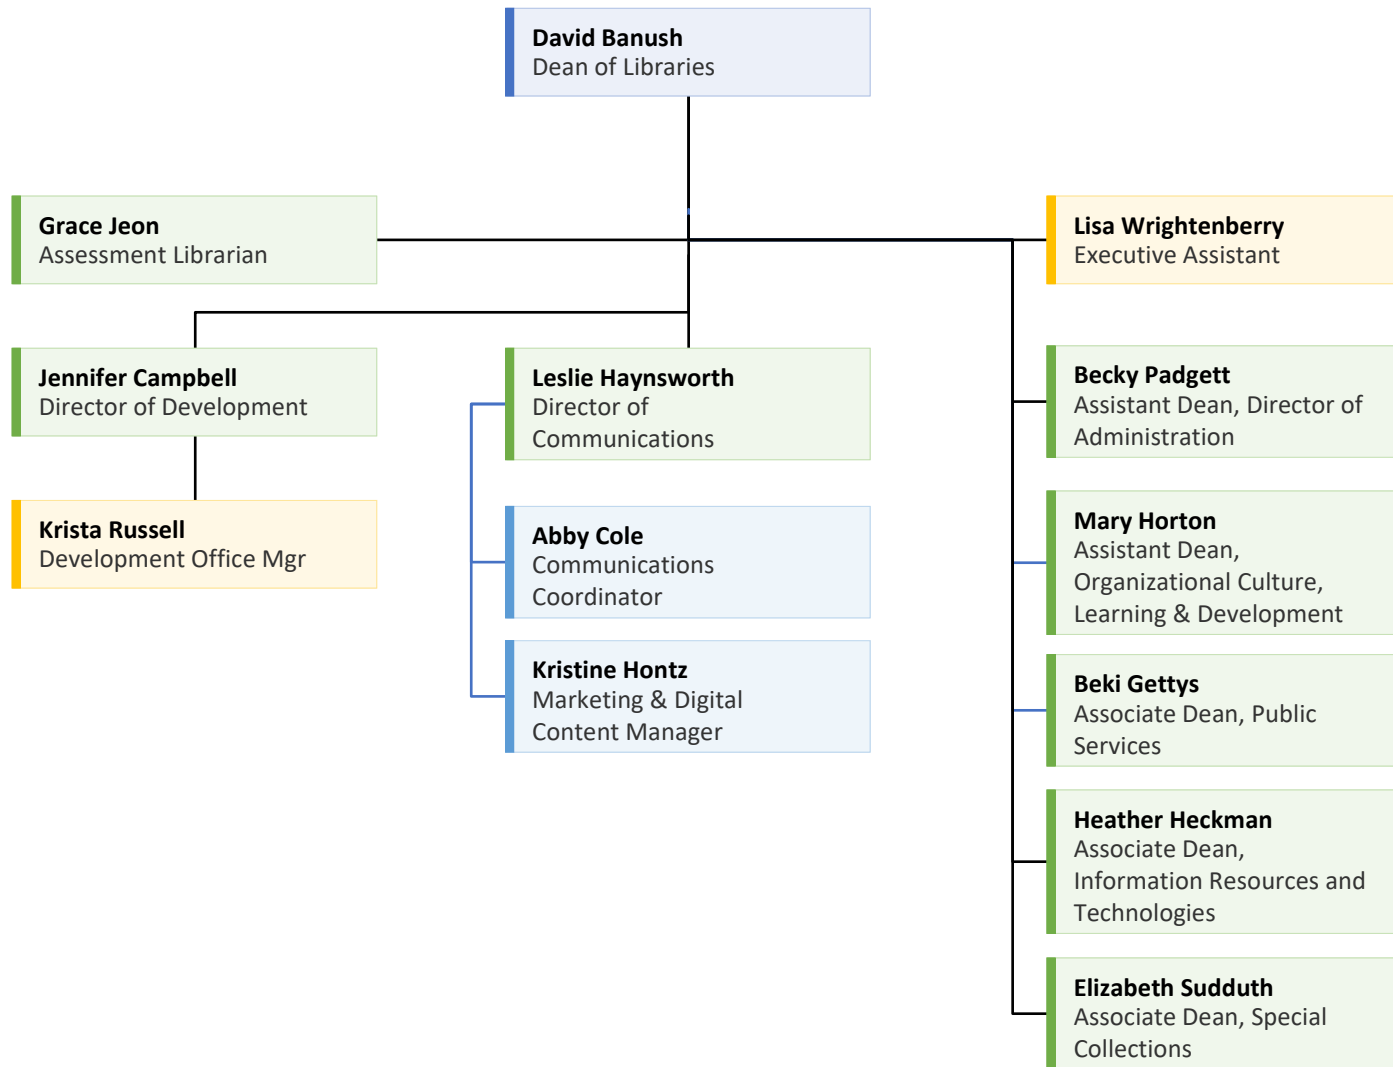 David Banush
Dean of Libraries
Grace Jeon
Assessment Librarian
Lisa Wrightenberry
Executive Assistant
Jennifer Campbell
Director of Development
Krista Russell
Development Office Mgr
Leslie Haynsworth
Director of
Communications
Abby Cole
Communications
Coordinator
Kristine Hontz
Marketing & Digital
Content Manager
Becky Padgett
Assistant Dean, Director of
Administration
Mary Horton
Assistant Dean,
Organizational Culture,
Learning & Development
Beki Gettys
Associate Dean, Public
Services
Heather Heckman
Associate Dean,
Information Resources and
Technologies
Elizabeth Sudduth
Associate Dean, Special
Collections